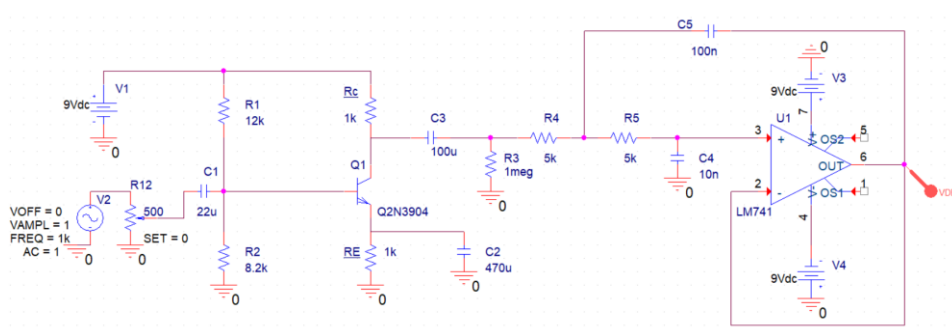 C5
100n
0
V3
9Vdc
V1
9Vdc
0
R1
12k
Rc
1k
C3
100u
R4
5k
R5
5k
U1
7
3
+
5
OS2
6
OUT
2
-
1
OS1
LM741
4
R3
1meg
0
C4
10n
0
Q1
Q2N3904
C1
22u
R12
500
V2
VOFF = 0
VAMPL = 1
FREQ = 1k
AC = 1
0
SET = 0
0
R2
8.2k
0
RE
1k
0
C2
470u
0
V4
9Vdc
0